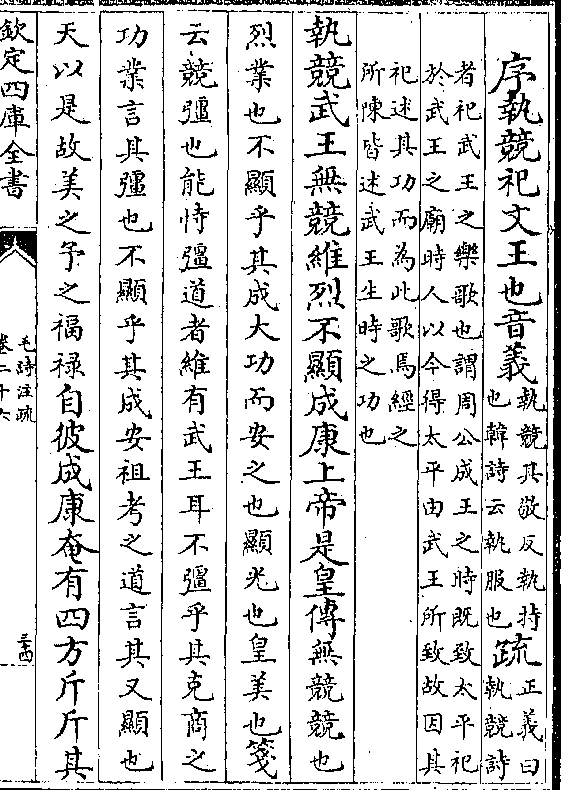 序執競祀文王也音義執競其敬反執持也韓詩云執服也疏正義曰執競詩
者祀武王之樂歌也謂周公成王之時既致太平祀
於武王之廟時人以今得太平由武王所致故因其
祀述其功而為此歌焉經之
所陳皆述武王生時之功也
執競武王無競維烈不顯成康上帝是皇傳無競競也
烈業也不顯乎其成大功而安之也顯光也皇美也箋
云競彊也能恃彊道者維有武王耳不彊乎其克商之
功業言其彊也不顯乎其成安祖考之道言其又顯也
天以是故美之予之福禄自彼成康奄有四方斤斤其
欽定四庫全書
毛詩注疏
卷二十六
三四